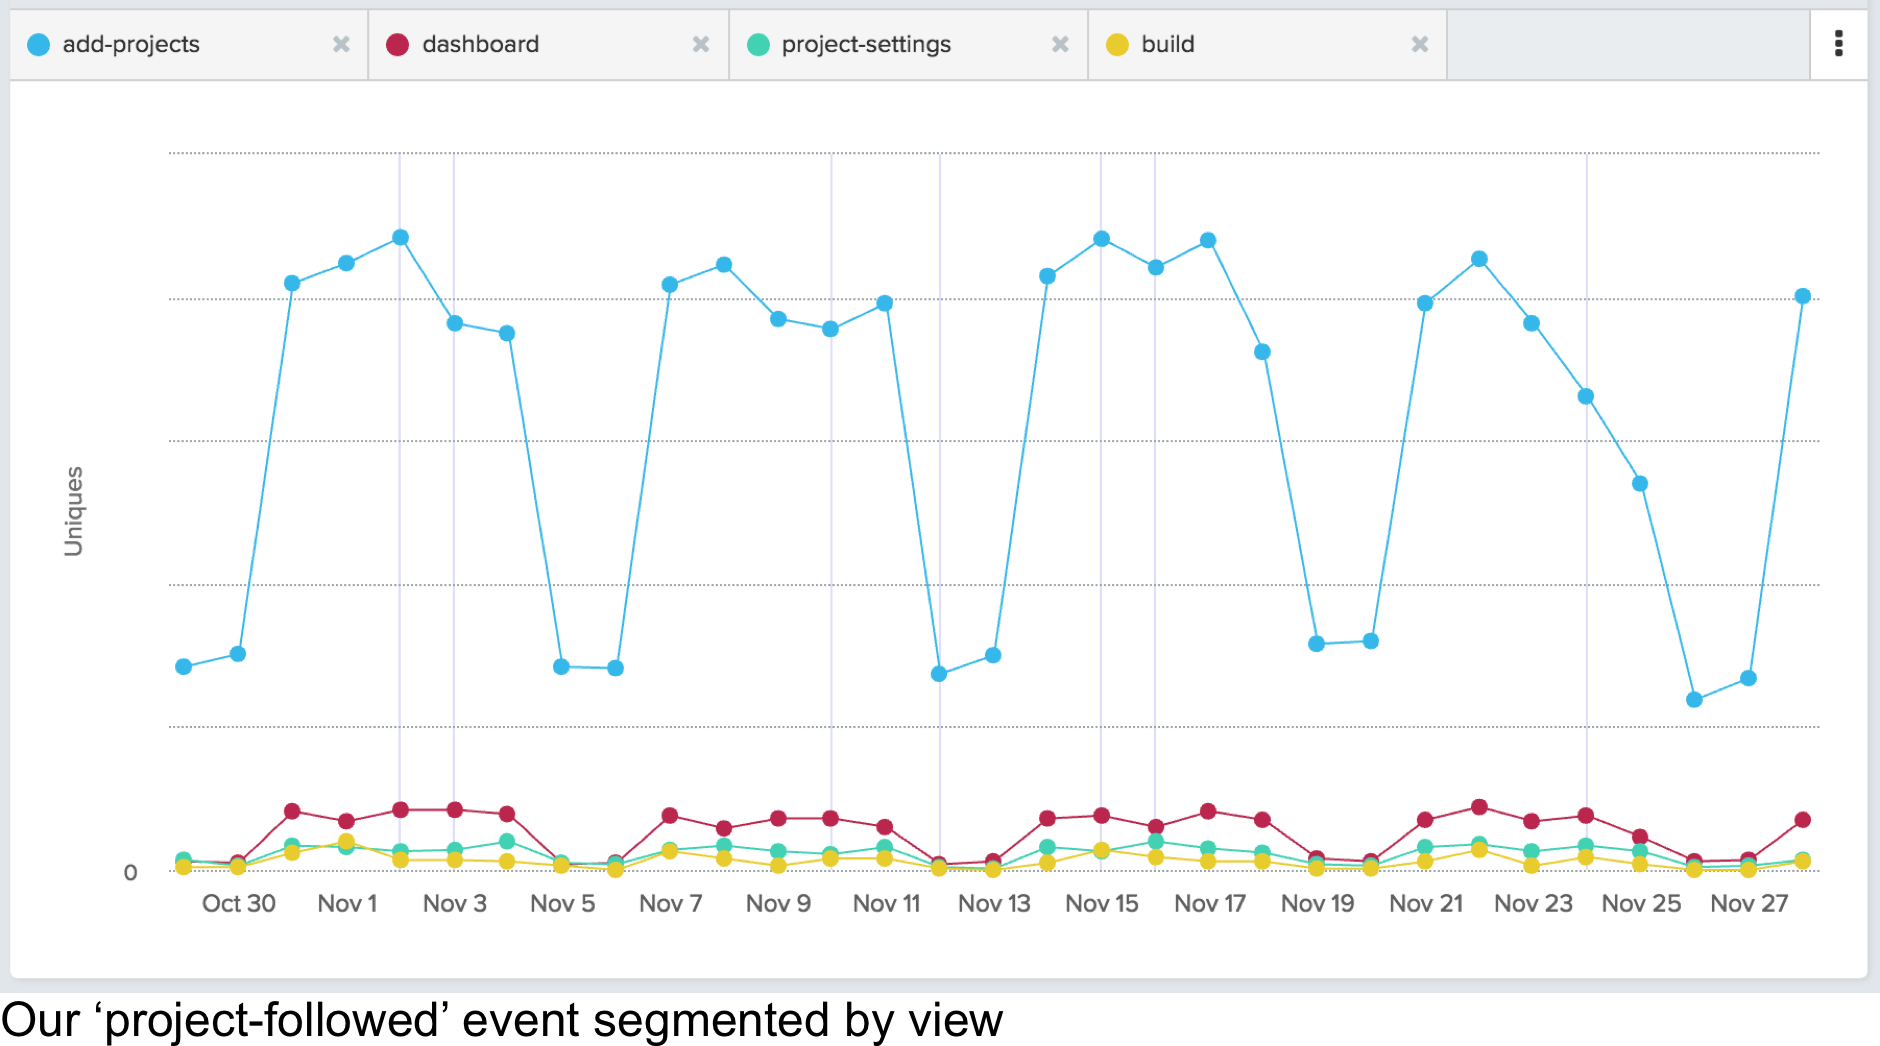 add-projects
dashboard
project-settings
build
Uniques
0
Oct 30
Nov 1
Nov 3
Nov 5
Nov 7
Nov 9
Nov 11
Nov 13
Nov 15
Nov 17
Nov 19
Nov 21
Nov 23
Nov 25
Nov 27
Our ‘project-followed’ event segmented by view